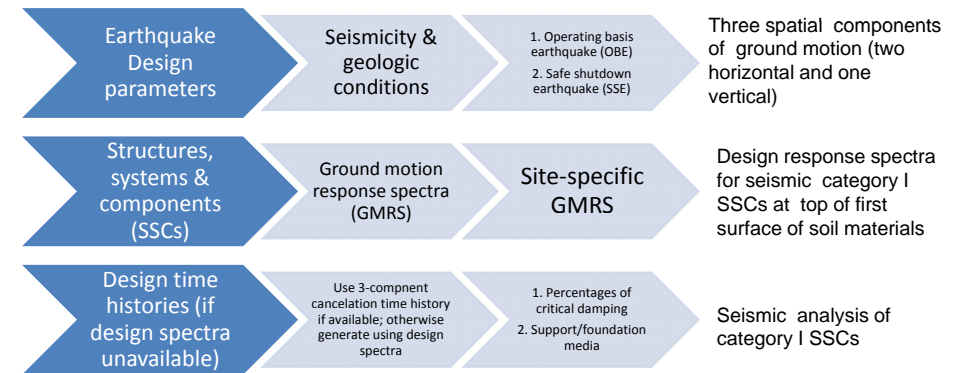 Earthquake
Design
parameters
Seismicity &
geologic
conditions
1. Operating basis
earthquake (OBE)
2. Safe shutdown
earthquake (SSE)
Three spatial components
of ground motion (two
horizontal and one
vertical)
Structures,
systems &
components
(SSCs)
Ground motion
response spectra
(GMRS)
Site-specific
GMRS
Design response spectra
for seismic category I
SSCs at top of first
surface of soil materials
Design time
histories (if
design spectra
unavailable)
Use 3-compnent
cancelation time history
if available; otherwise
generate using design
spectra
1. Percentages of
critical damping
2. Support/foundation
media
Seismic analysis of
category I SSCs